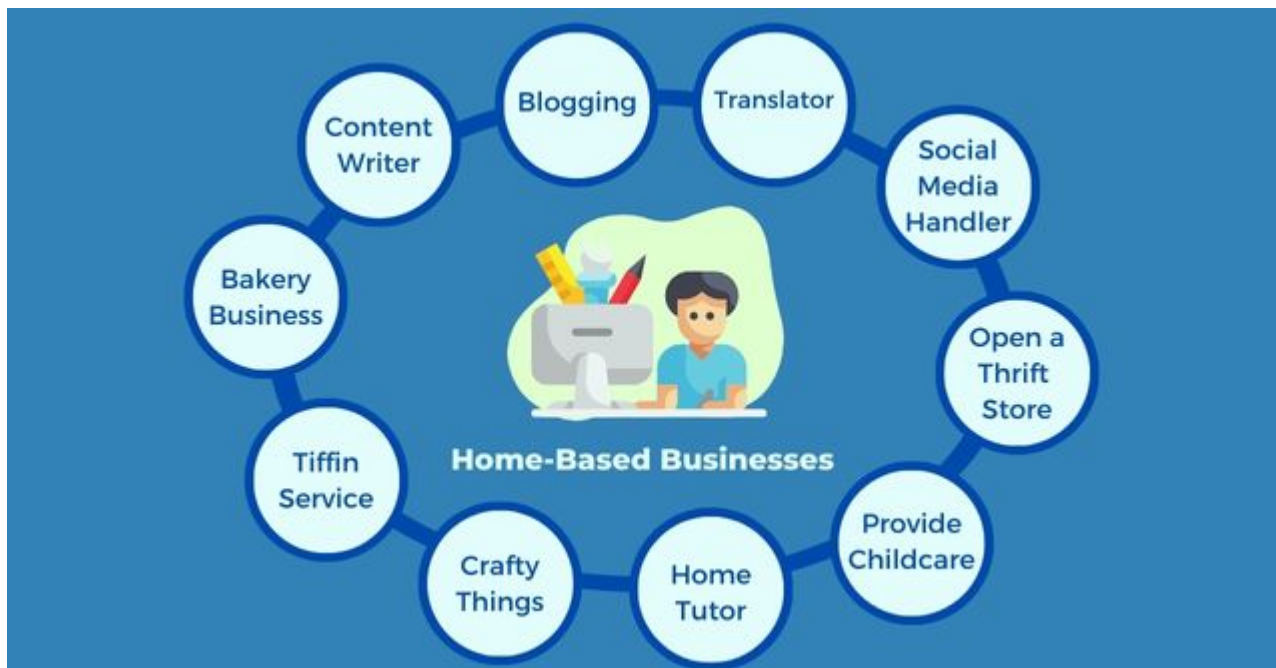 Blogging
Translator
Content
Writer
Social
Media
Handler
Bakery
Business
Open a
Thrift
Store
Home-Based Businesses
Tiffin
Service
Provide
Childcare
Crafty
Things
Home
Tutor